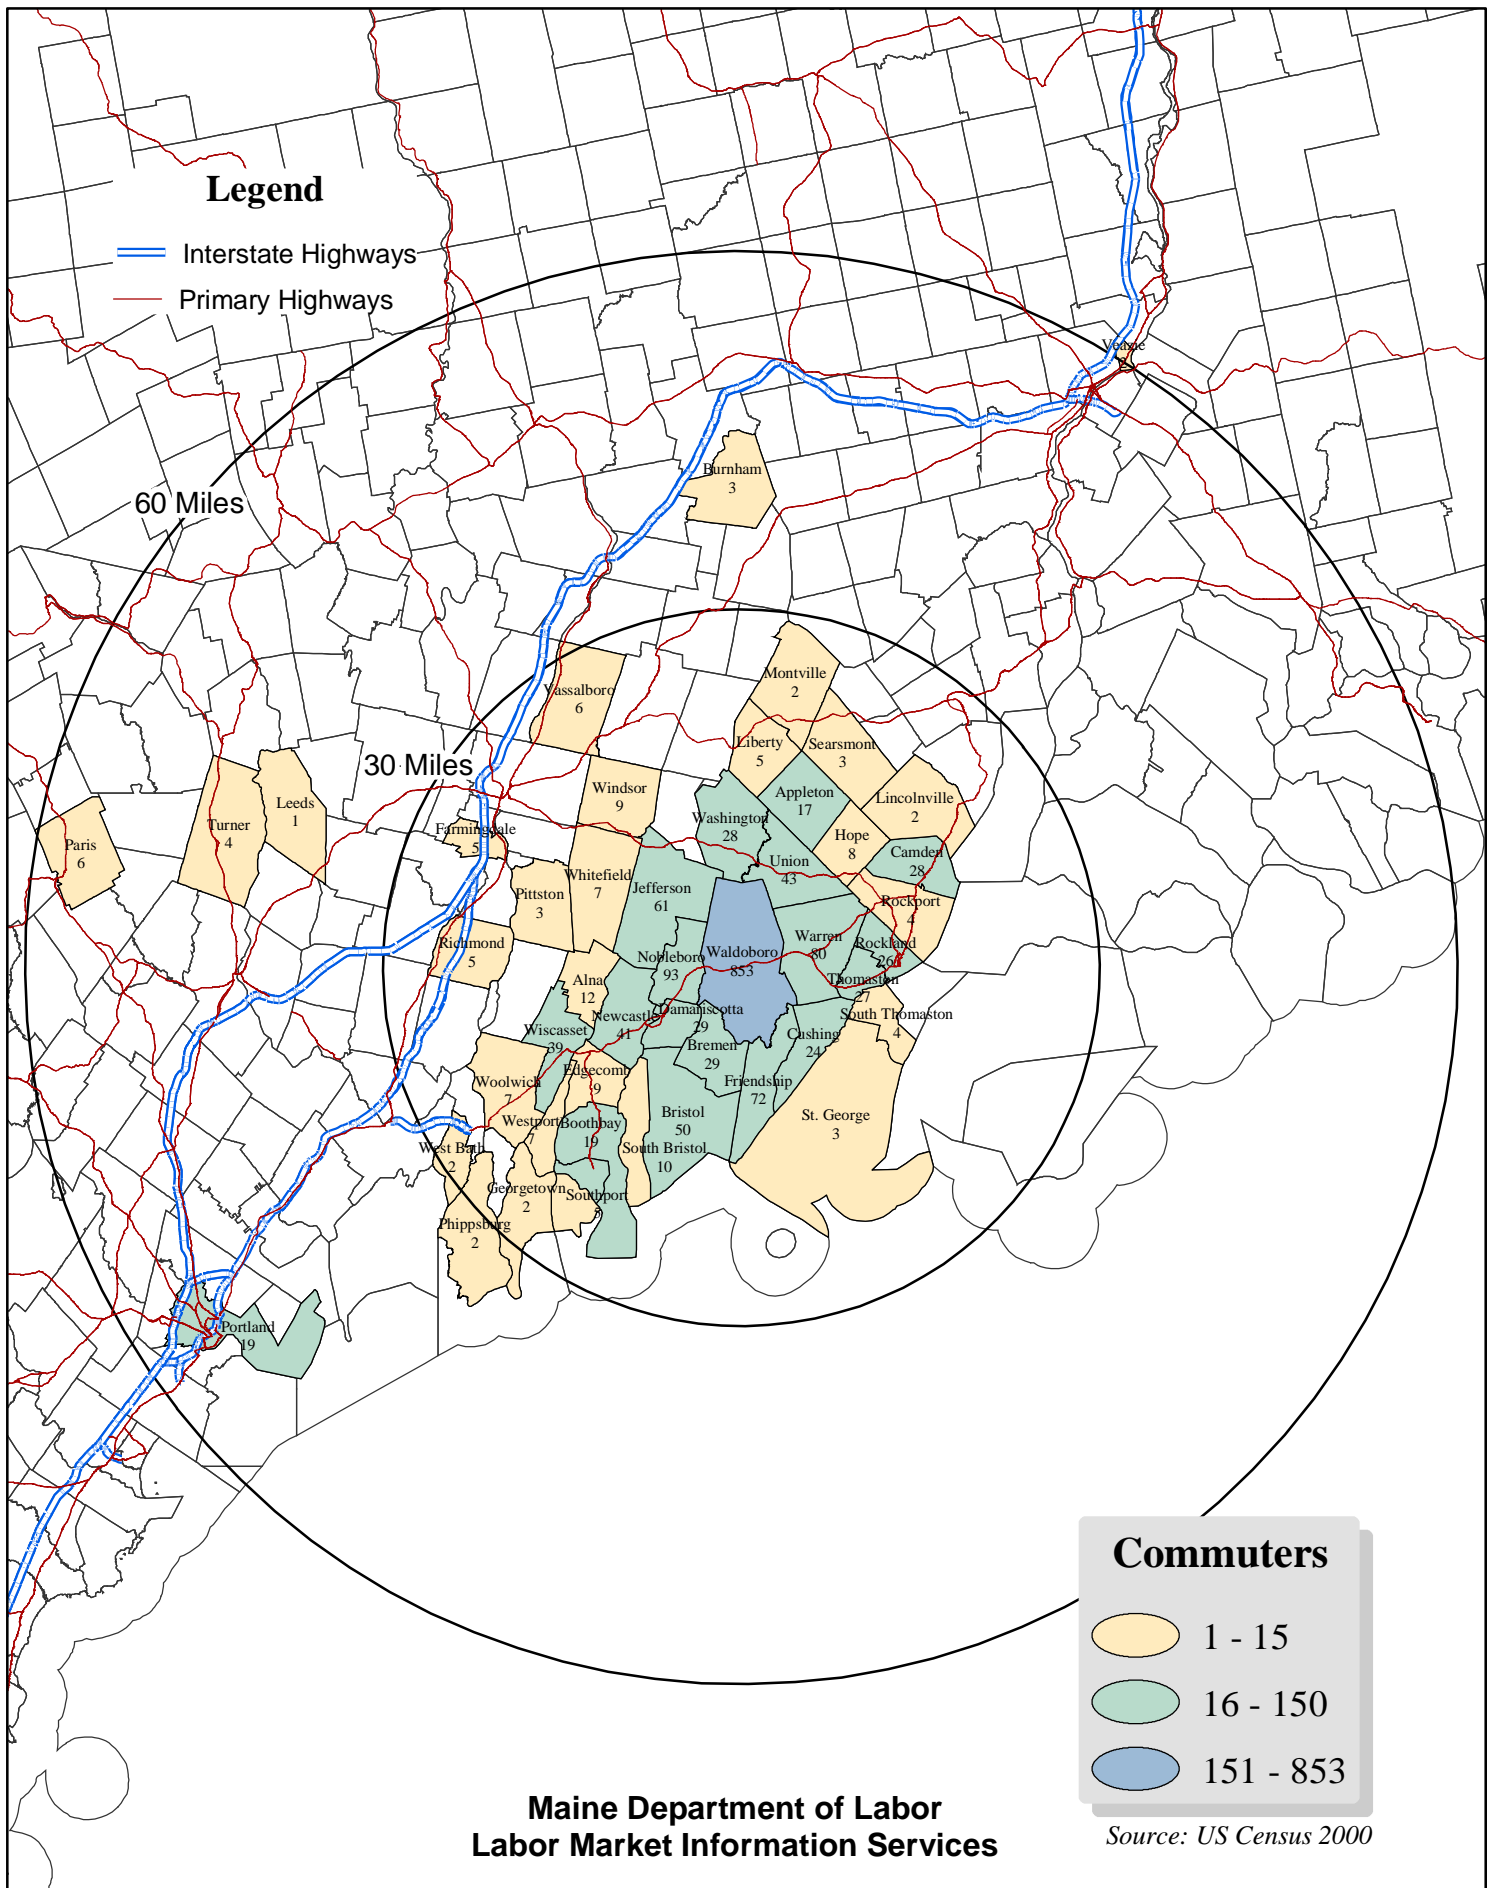 Legend
Interstate Highways
Primary Highways
Veazie
2
Burnham
3
60 Miles
Montville
2
Vassalboro
6
Liberty
5
Searsmont
3
30 Miles
Windsor
9
Appleton
17
Lincolnville
2
Leeds
1
Turner
4
Paris
6
Farmingdale
5
Washington
28
Hope
8
Camden
28
Union
43
Whitefield
7
Jefferson
61
Pittston
3
Rockport
4
Richmond
5
Warren
80
Rockland
26
Nobleboro
93
Waldoboro
853
Alna
12
Thomaston
27
South Thomaston
4
Newcastle
41
Damariscotta
29
Wiscasset
39
Cushing
24
Bremen
29
Edgecomb
9
Woolwich
7
Friendship
72
Bristol
50
St. George
3
Westport
7
Boothbay
19
West Bath
2
South Bristol
10
Georgetown
2
Southport
5
Phippsburg
2
Portland
19
Commuters
1 - 15
16 - 150
151 - 853
Maine Department of Labor
Labor Market Information Services
Source: US Census 2000